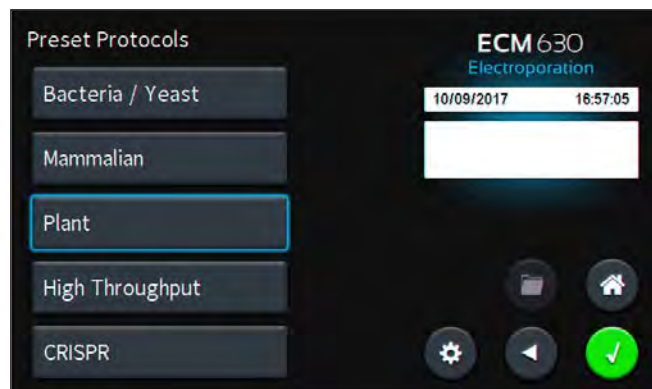 Preset Protocols
Bacteria / Yeast
Mammalian
Plant
High Throughput
CRISPR
ECM 630
Electroporation
10/09/2017 16:57:05